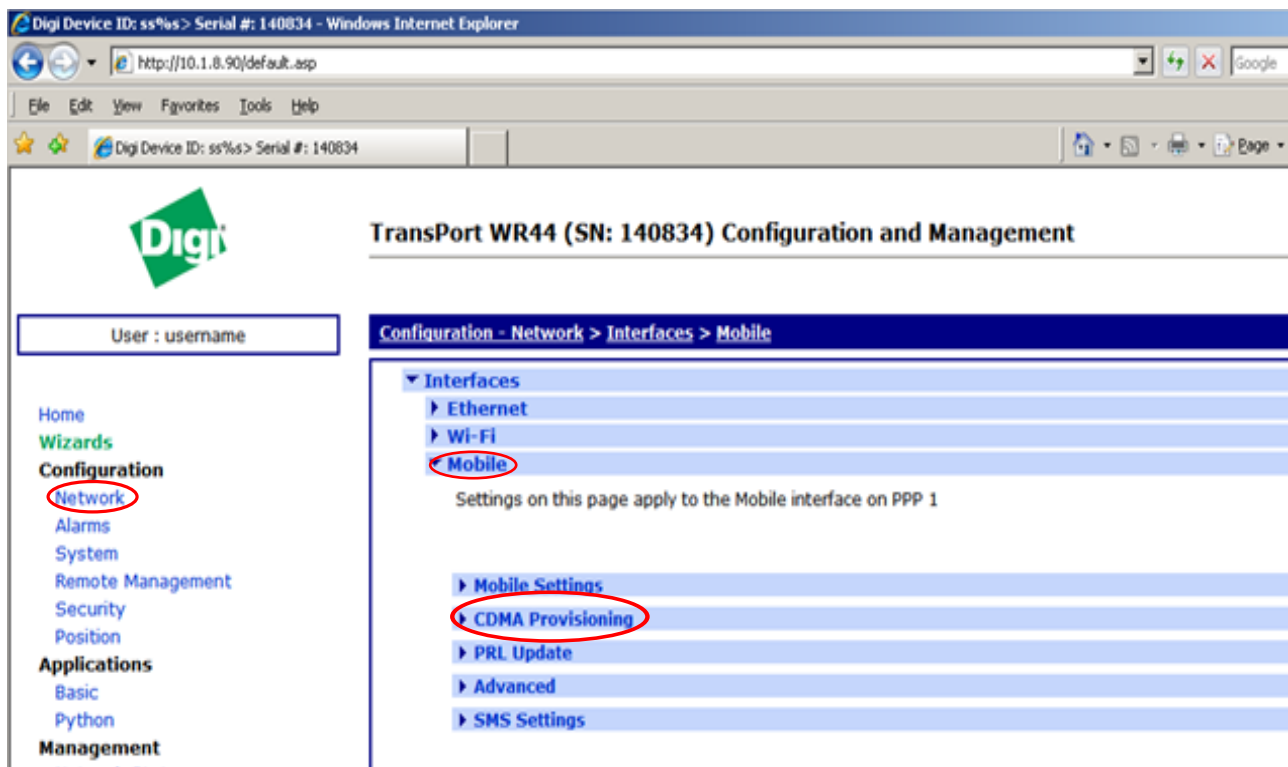 Digi Device ID: ss%s> Serial #: 140834 - Windows Internet Explorer
http://10.1.8.90/default.asp
Google
File Edit View Favorites Tools Help
Digi Device ID: ss%s> Serial #: 140834
Page
Digi
TransPort WR44 (SN: 140834) Configuration and Management
User : username
Configuration - Network > Interfaces > Mobile
Interfaces
Ethernet
Wi-Fi
Mobile
Settings on this page apply to the Mobile interface on PPP 1
Mobile Settings
CDMA Provisioning
PRL Update
Advanced
SMS Settings
Home
Wizards
Configuration
Network
Alarms
System
Remote Management
Security
Position
Applications
Basic
Python
Management